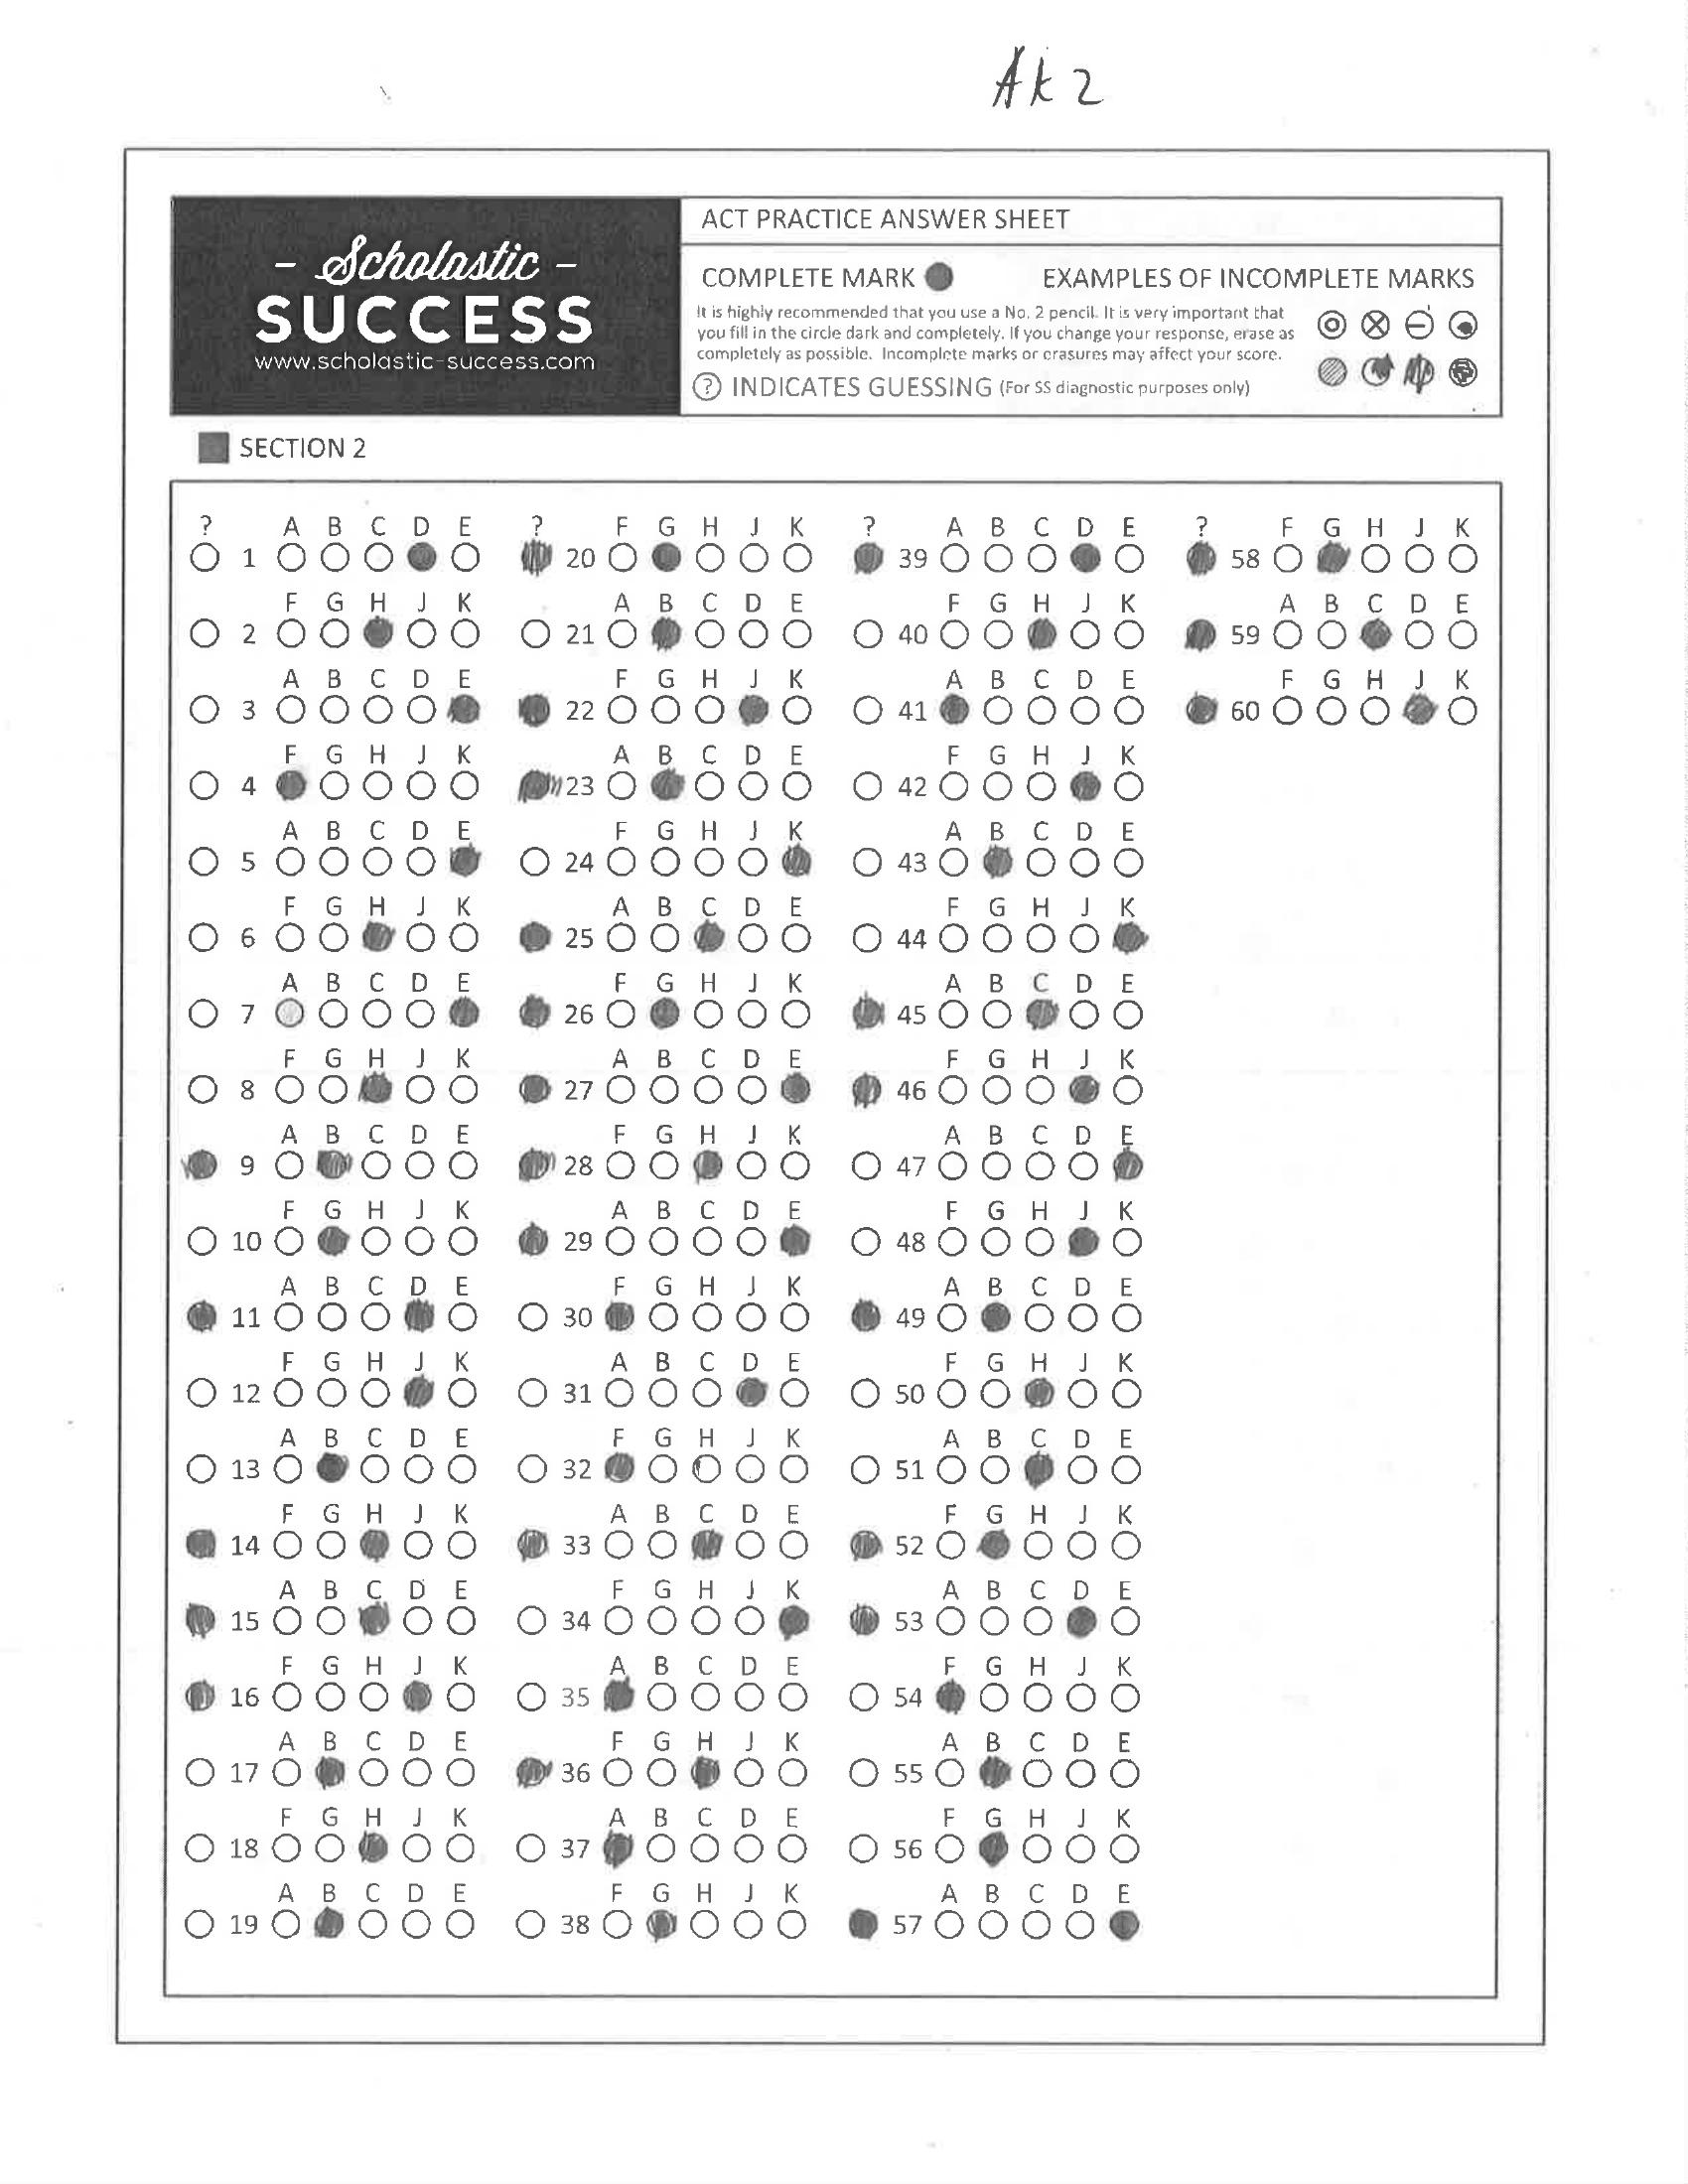 Ak2
- Scholastic -
SUCCESS
www.scholastic-success.com
ACT PRACTICE ANSWER SHEET
COMPLETE MARK EXAMPLES OF INCOMPLETE MARKS
It is highly recommended that you use a No. 2 pencil. It is very important that
you fill in the circle dark and completely. If you change your response, erase as
completely as possible. Incomplete marks or erasures may affect your score.
(?) INDICATES GUESSING (For SS diagnostic purposes only)
SECTION 2
? A B C D E ? F G H J K ? A B C D E ? F G H J K
1 20 39 58
F G H J K A B C D E F G H J K A B C D E
2 21 40 59
A B C D E F G H J K A B C D E F G H J K
3 22 41 60
F G H J K A B C D E F G H J K
4 23 42
A B C D E F G H J K A B C D E
5 24 43
F G H J K A B C D E F G H J K
6 25 44
A B C D E F G H J K A B C D E
7 26 45
F G H J K A B C D E F G H J K
8 27 46
A B C D E F G H J K A B C D E
9 28 47
F G H J K A B C D E F G H J K
10 29 48
A B C D E F G H J K A B C D E
11 30 49
F G H J K A B C D E F G H J K
12 31 50
A B C D E F G H J K A B C D E
13 32 51
F G H J K A B C D E F G H J K
14 33 52
A B C D E F G H J K A B C D E
15 34 53
F G H J K A B C D E F G H J K
16 35 54
A B C D E F G H J K A B C D E
17 36 55
F G H J K A B C D E F G H J K
18 37 56
A B C D E F G H J K A B C D E
19 38 57